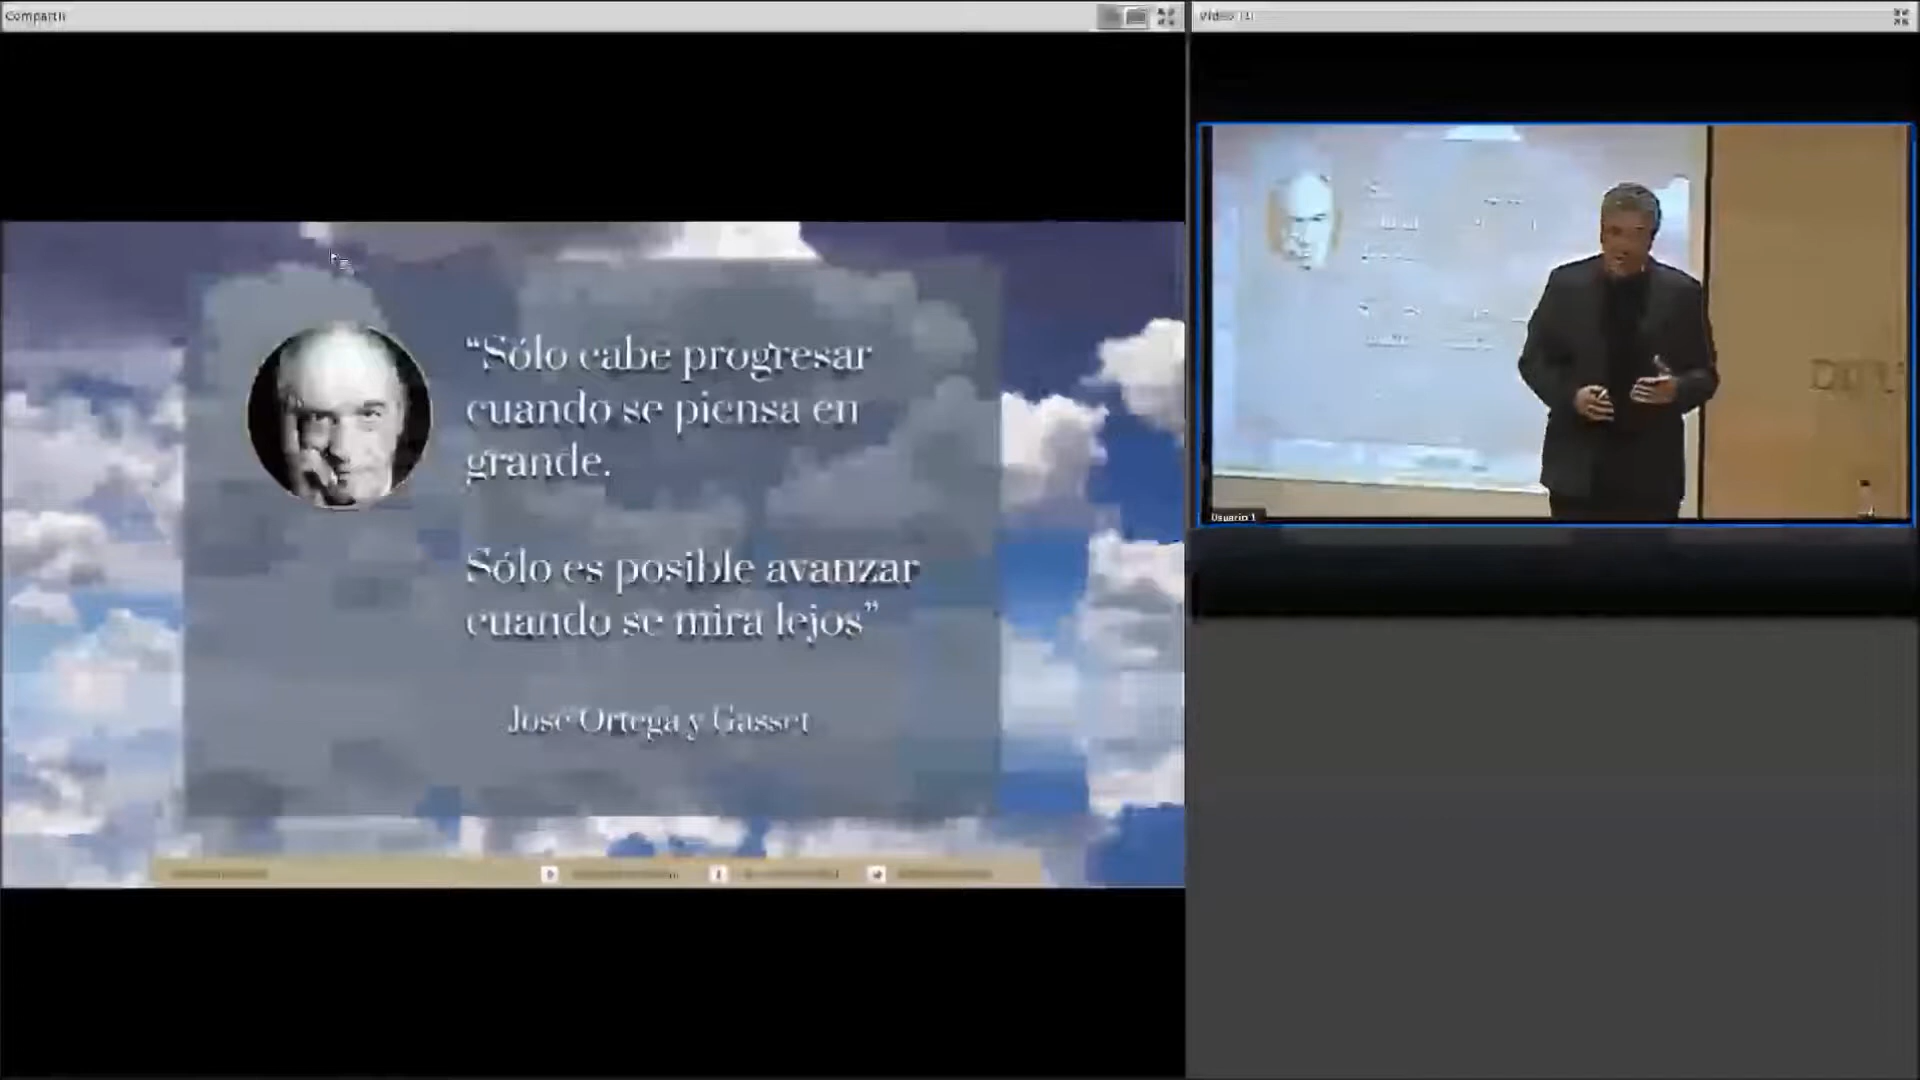 Compartir
Vídeo (1)
“Sólo cabe progresar
cuando se piensa en
grande.
Sólo es posible avanzar
cuando se mira lejos”
José Ortega y Gasset
Usuario 1